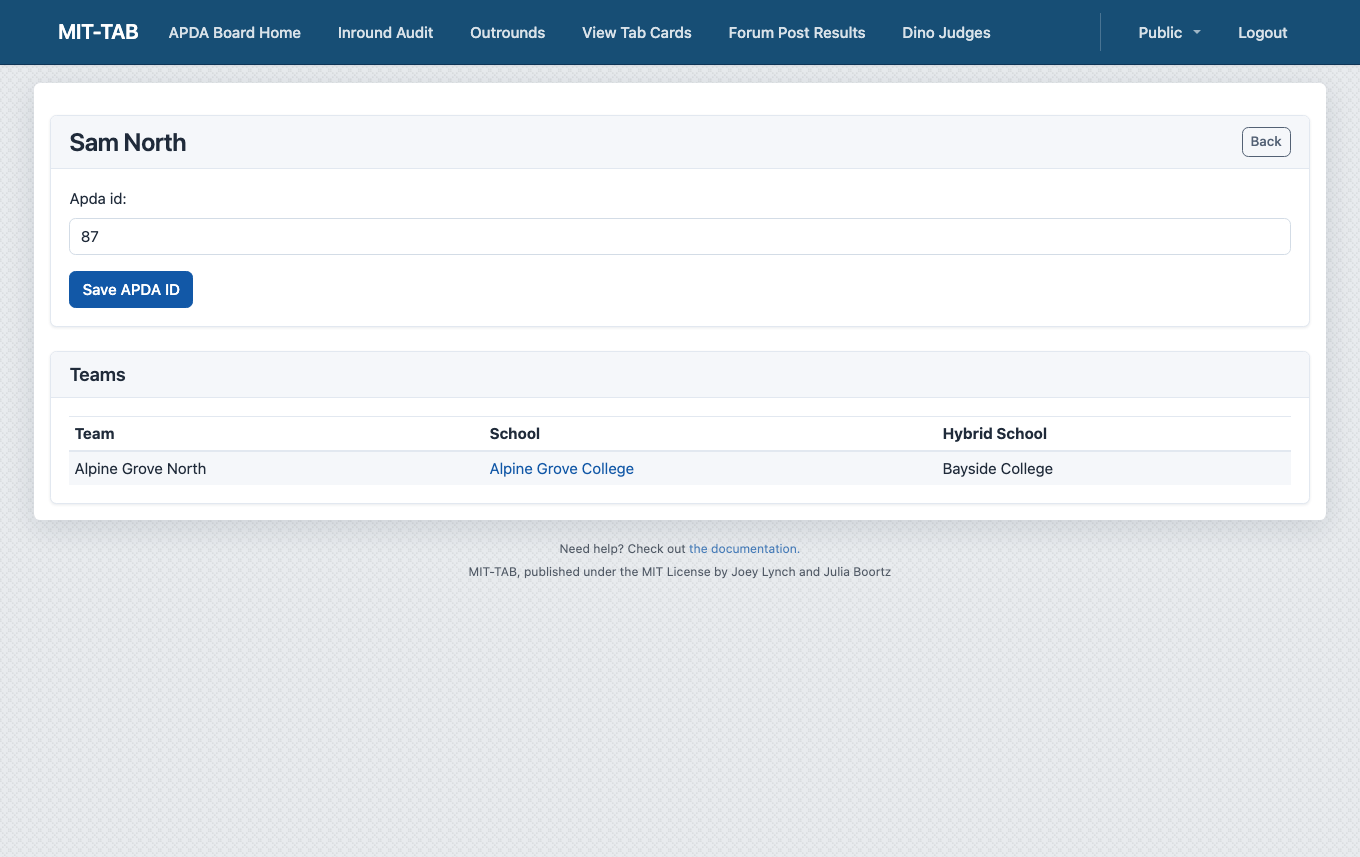 MIT-TAB APDA Board Home Inround Audit Outrounds View Tab Cards Forum Post Results Dino Judges Public Logout
Sam North Back
Apda id:
87
Save APDA ID
Teams
Team School Hybrid School
Alpine Grove North Alpine Grove College Bayside College
Need help? Check out the documentation.
MIT-TAB, published under the MIT License by Joey Lynch and Julia Boortz